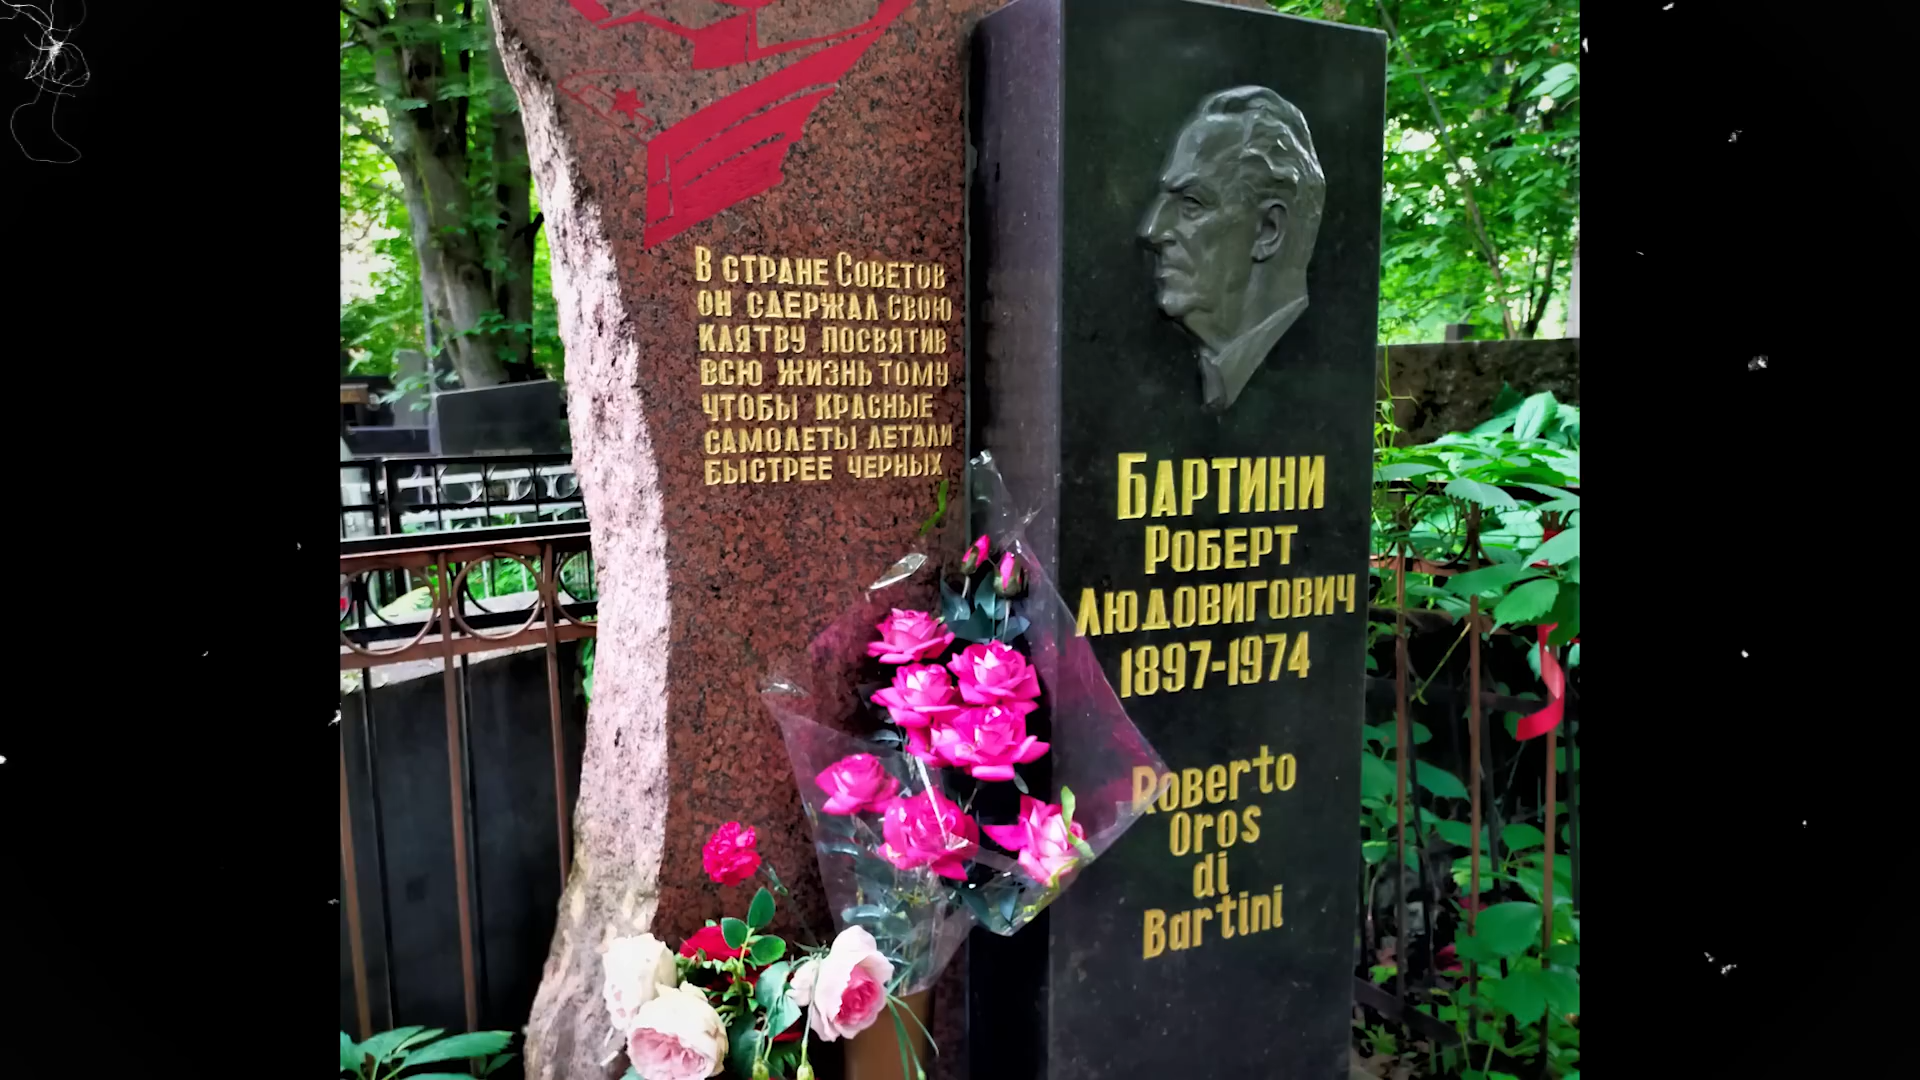 В СТРАНЕ СОВЕТОВ
ОН СДЕРЖАЛ СВОЮ
КЛЯТВУ ПОСВЯТИВ
ВСЮ ЖИЗНЬ ТОМУ
ЧТОБЫ КРАСНЫЕ
САМОЛЕТЫ ЛЕТАЛИ
БЫСТРЕЕ ЧЕРНЫХ
БАРТИНИ
РОБЕРТ
ЛЮДОВИГОВИЧ
1897-1974
Roberto
Oros
di
Bartini